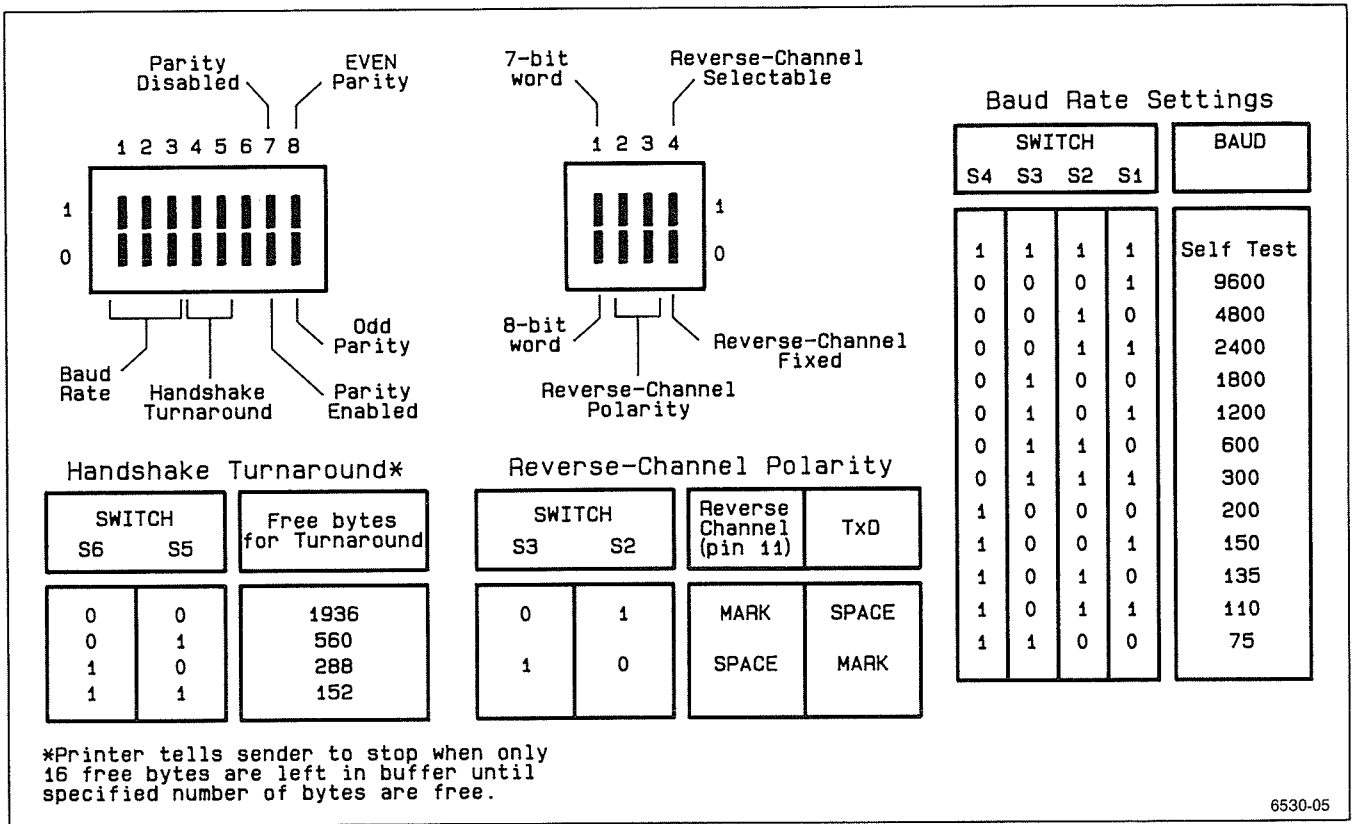 Parity
Disabled
EVEN
Parity
1 2 3 4 5 6 7 8
1
0
Baud
Rate
Handshake
Turnaround
Parity
Enabled
Odd
Parity
7-bit
word
Reverse-Channel
Selectable
1 2 3 4
1
0
8-bit
word
Reverse-Channel
Polarity
Reverse-Channel
Fixed
Baud Rate Settings
SWITCH BAUD
S4 S3 S2 S1
1 1 1 1 Self Test
0 0 0 1 9600
0 0 1 0 4800
0 0 1 1 2400
0 1 0 0 1800
0 1 0 1 1200
0 1 1 0 600
0 1 1 1 300
1 0 0 0 200
1 0 0 1 150
1 0 1 0 135
1 0 1 1 110
1 1 0 0 75
Handshake Turnaround*
SWITCH
S6 S5
Free bytes
for Turnaround
0 0 1936
0 1 560
1 0 288
1 1 152
Reverse-Channel Polarity
SWITCH
S3 S2
Reverse
Channel
(pin 11)
TxD
0 1 MARK SPACE
1 0 SPACE MARK
*Printer tells sender to stop when only
16 free bytes are left in buffer until
specified number of bytes are free.
6530-05